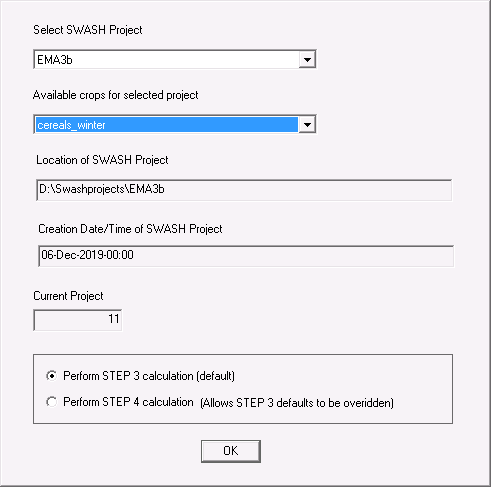 Select SWASH Project
EMA3b
Available crops for selected project
cereals_winter
Location of SWASH Project
D:\Swashprojects\EMA3b
Creation Date/Time of SWASH Project
06-Dec-2019-00:00
Current Project
11
Perform STEP 3 calculation (default)
Perform STEP 4 calculation (Allows STEP 3 defaults to be overidden)
OK